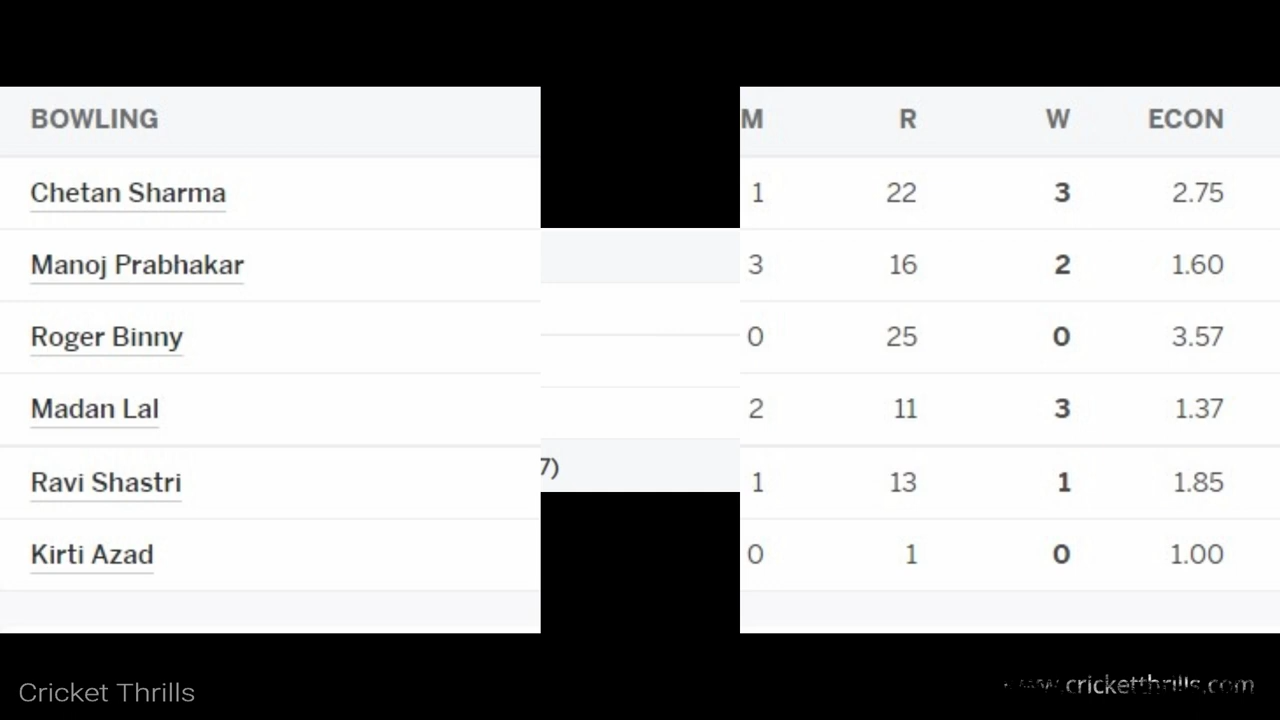 BOWLING M R W ECON
Chetan Sharma 1 22 3 2.75
Manoj Prabhakar 3 16 2 1.60
Roger Binny 0 25 0 3.57
Madan Lal 2 11 3 1.37
7)
Ravi Shastri 1 13 1 1.85
Kirti Azad 0 1 0 1.00
Cricket Thrills www.cricketthrills.com